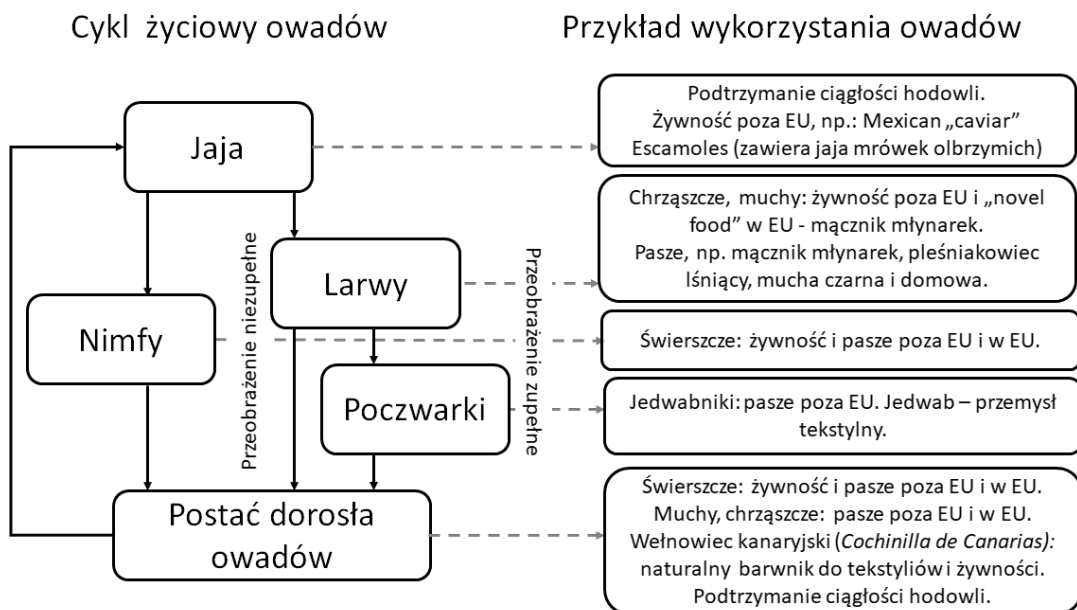 Cykl życiowy owadów
Przykład wykorzystania owadów
Jaja
Podtrzymanie ciągłości hodowli.
Żywność poza EU, np.: Mexican „caviar”
Escamoles (zawiera jaja mrówek olbrzymich)
Larwy
Chrząszcze, muchy: żywność poza EU i „novel
food” w EU - mącznik młynarek.
Pasze, np. mącznik młynarek, pleśniakowiec
lśniący, mucha czarna i domowa.
Nimfy
Przeobrażenie niezupełne
Przeobrażenie zupełne
Świerszcze: żywność i pasze poza EU i w EU.
Poczwarki
Jedwabniki: pasze poza EU. Jedwab – przemysł
tekstylny.
Postać dorosła
owadów
Świerszcze: żywność i pasze poza EU i w EU.
Muchy, chrząszcze: pasze poza EU i w EU.
Wełnowiec kanaryjski (Cochinilla de Canarias):
naturalny barwnik do tekstyliów i żywności.
Podtrzymanie ciągłości hodowli.